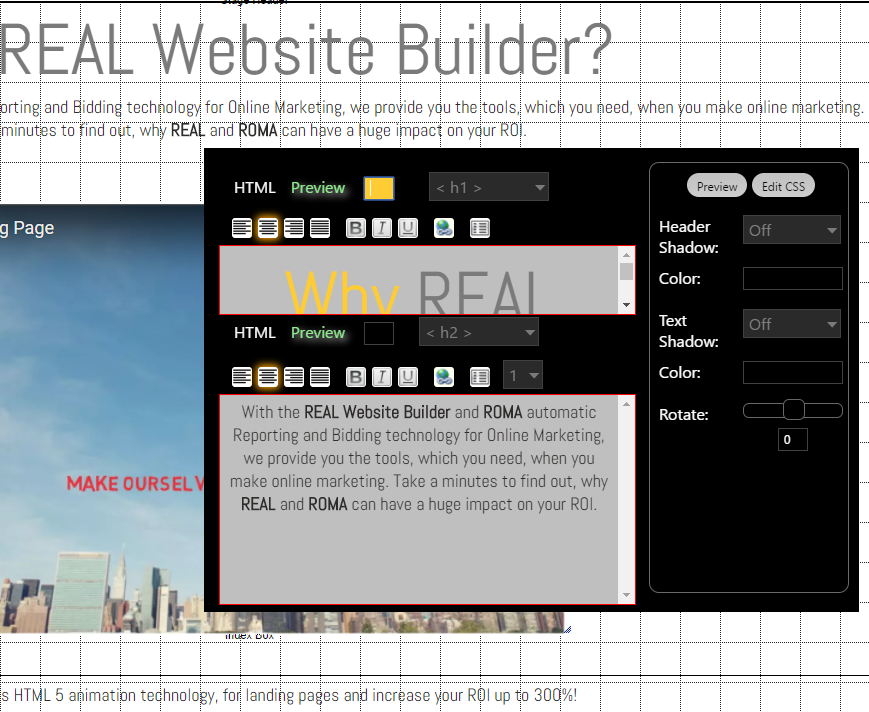 Stage Header
REAL Website Builder?
orting and Bidding technology for Online Marketing, we provide you the tools, which you need, when you make online marketing.
minutes to find out, why REAL and ROMA can have a huge impact on your ROI.
HTML Preview < h1 >
Preview Edit CSS
g Page
B I U
Header Shadow: Off
Why REAL
Color:
HTML Preview < h2 >
Text Shadow: Off
B I U 1
Color:
With the REAL Website Builder and ROMA automatic
Reporting and Bidding technology for Online Marketing,
we provide you the tools, which you need, when you
make online marketing. Take a minutes to find out, why
REAL and ROMA can have a huge impact on your ROI.
Rotate:
0
MAKE OURSELV
Index Box
s HTML 5 animation technology, for landing pages and increase your ROI up to 300%!